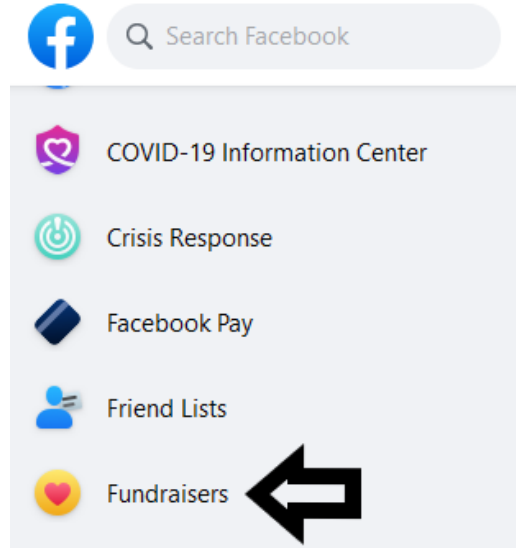 Search Facebook
COVID-19 Information Center
Crisis Response
Facebook Pay
Friend Lists
Fundraisers